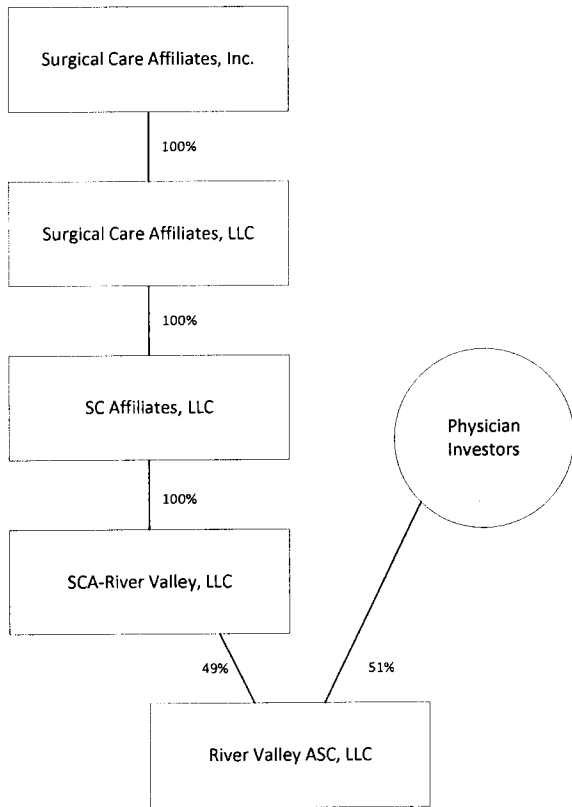 Surgical Care Affiliates, Inc.
100%
Surgical Care Affiliates, LLC
100%
SC Affiliates, LLC
Physician
Investors
100%
SCA-River Valley, LLC
49%
51%
River Valley ASC, LLC